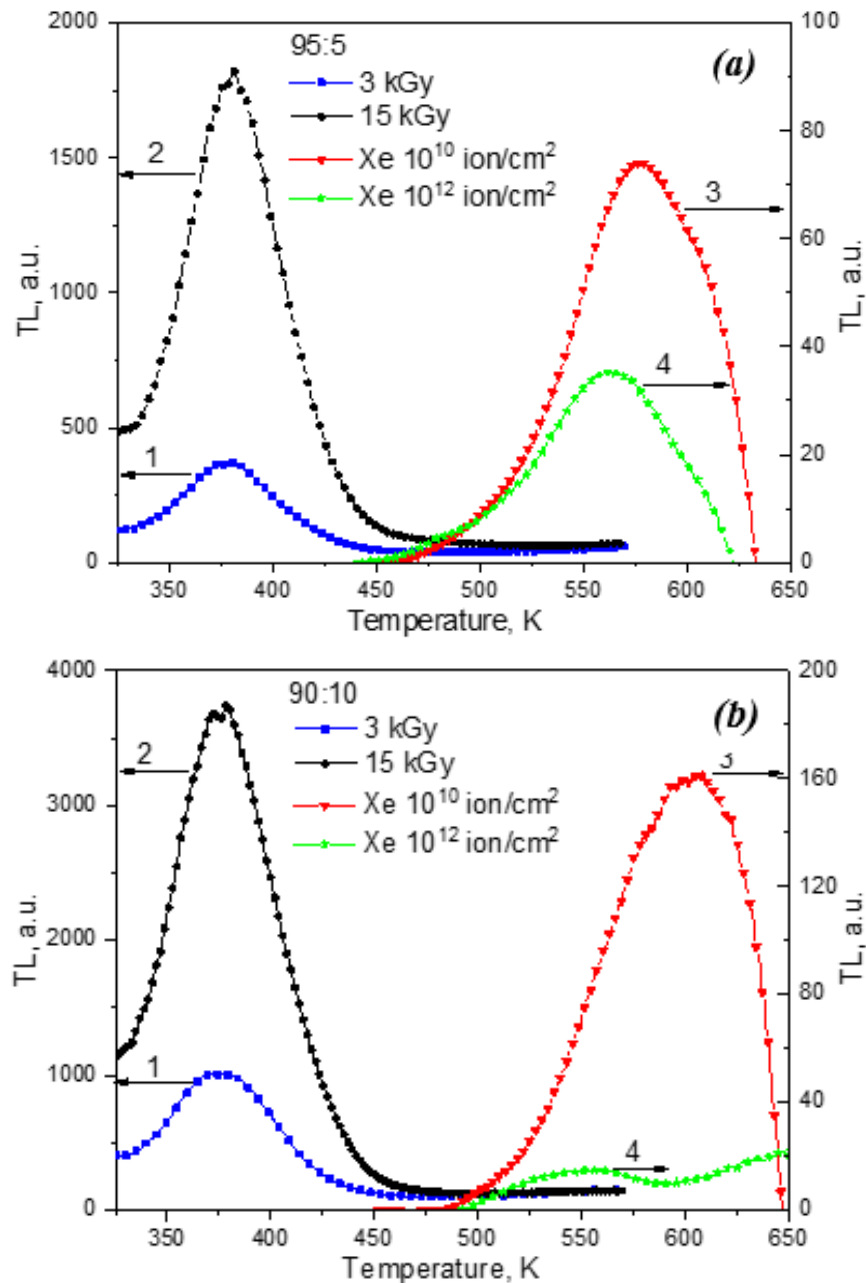 2000
100
95:5
(a)
3 kGy
15 kGy
Xe 10¹⁰ ion/cm²
Xe 10¹² ion/cm²
80
2
1500
3
60
TL, a.u.
TL, a.u.
1000
40
4
500
1
20
0
0
350 400 450 500 550 600 650
Temperature, K
4000
200
90:10
(b)
3 kGy
15 kGy
Xe 10¹⁰ ion/cm²
Xe 10¹² ion/cm²
2
3
160
3000
120
TL, a.u.
TL, a.u.
2000
80
1
1000
40
4
0
0
350 400 450 500 550 600 650
Temperature, K